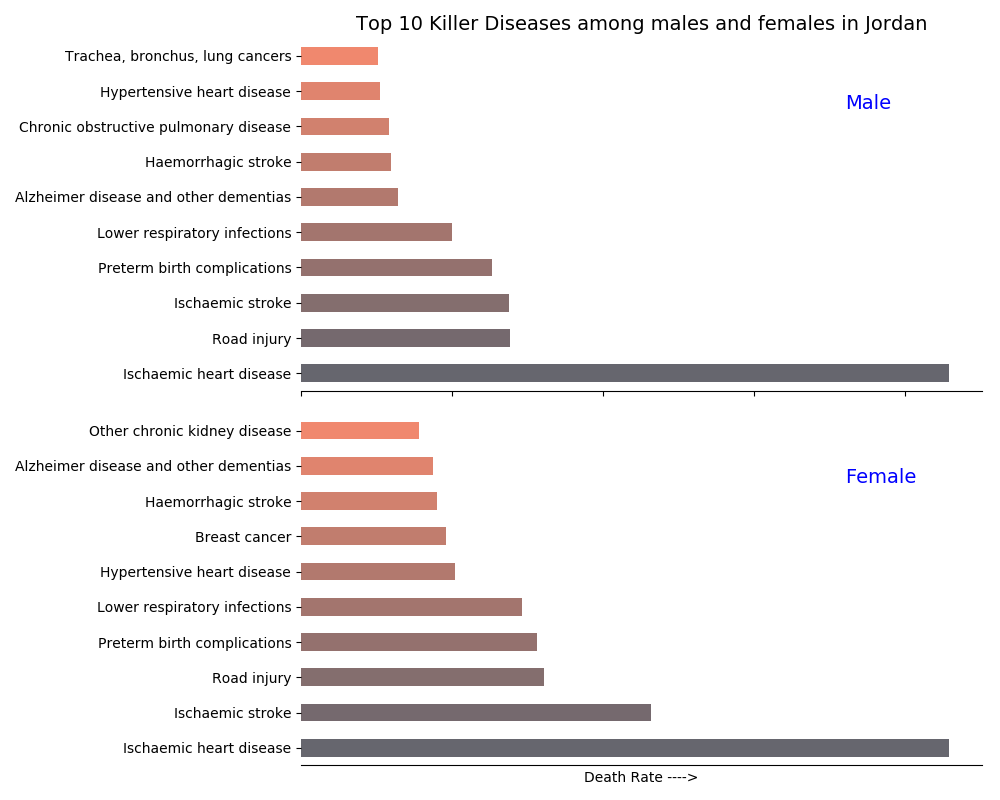 Top 10 Killer Diseases among males and females in Jordan
Trachea, bronchus, lung cancers
Hypertensive heart disease
Male
Chronic obstructive pulmonary disease
Haemorrhagic stroke
Alzheimer disease and other dementias
Lower respiratory infections
Preterm birth complications
Ischaemic stroke
Road injury
Ischaemic heart disease
Other chronic kidney disease
Alzheimer disease and other dementias
Female
Haemorrhagic stroke
Breast cancer
Hypertensive heart disease
Lower respiratory infections
Preterm birth complications
Road injury
Ischaemic stroke
Ischaemic heart disease
Death Rate ---->